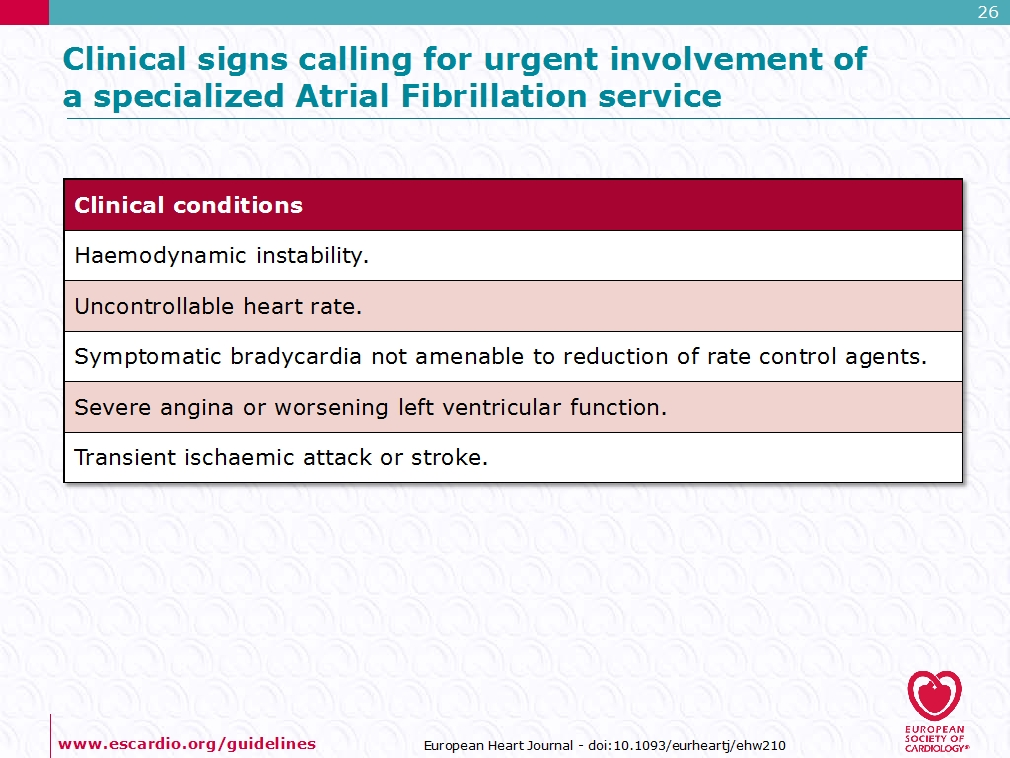 26
Clinical signs calling for urgent involvement of
a specialized Atrial Fibrillation service
Clinical conditions
Haemodynamic instability.
Uncontrollable heart rate.
Symptomatic bradycardia not amenable to reduction of rate control agents.
Severe angina or worsening left ventricular function.
Transient ischaemic attack or stroke.
www.escardio.org/guidelines
European Heart Journal - doi:10.1093/eurheartj/ehw210
EUROPEAN
SOCIETY OF
CARDIOLOGY®